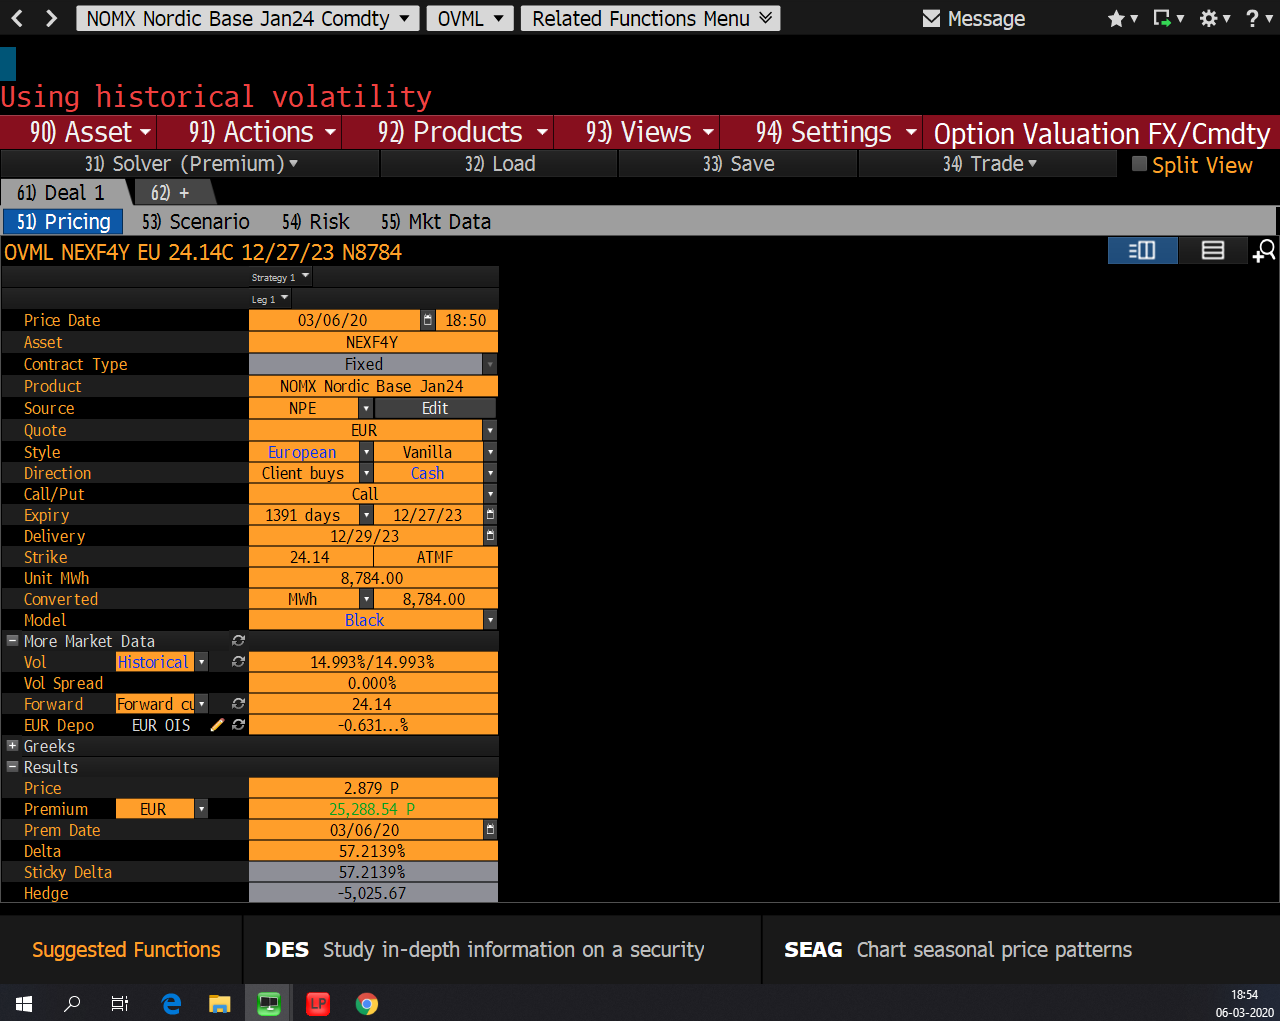 NOMX Nordic Base Jan24 Comdty OVML Related Functions Menu Message ?
Using historical volatility
90) Asset 91) Actions 92) Products 93) Views 94) Settings Option Valuation FX/Cmdty
31) Solver (Premium) 32) Load 33) Save 34) Trade Split View
61) Deal 1 62) +
51) Pricing 53) Scenario 54) Risk 55) Mkt Data
OVML NEXF4Y EU 24.14C 12/27/23 N8784
Strategy 1
Leg 1
Price Date 03/06/20 18:50
Asset NEXF4Y
Contract Type Fixed
Product NOMX Nordic Base Jan24
Source NPE Edit
Quote EUR
Style European Vanilla
Direction Client buys Cash
Call/Put Call
Expiry 1391 days 12/27/23
Delivery 12/29/23
Strike 24.14 ATMF
Unit MWh 8,784.00
Converted MWh 8,784.00
Model Black
More Market Data
Vol Historical 14.993%/14.993%
Vol Spread 0.000%
Forward Forward cu 24.14
EUR Depo EUR OIS -0.631...%
Greeks
Results
Price 2.879 P
Premium EUR 25,288.54 P
Prem Date 03/06/20
Delta 57.2139%
Sticky Delta 57.2139%
Hedge -5,025.67
Suggested Functions DES Study in-depth information on a security SEAG Chart seasonal price patterns
LP
18:54
06-03-2020